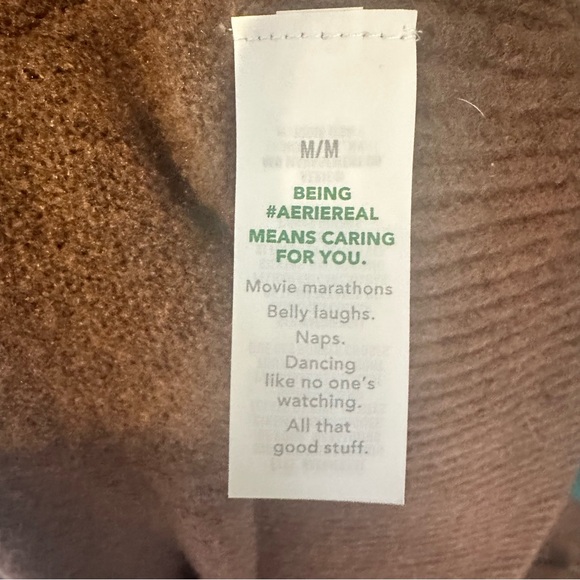 M/M
BEING
#AERIEREAL
MEANS CARING
FOR YOU.
Movie marathons
Belly laughs.
Naps.
Dancing
like no one's
watching.
All that
good stuff.